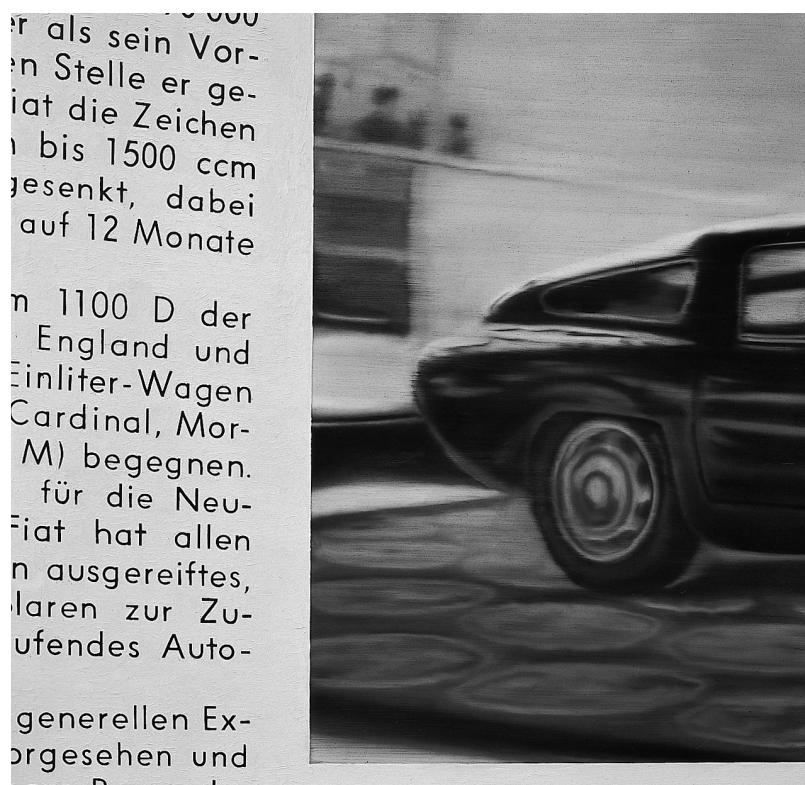 er als sein Vor-
en Stelle er ge-
iat die Zeichen
bis 1500 ccm
gesenkt, dabei
auf 12 Monate
m 1100 D der
England und
Einliter-Wagen
Cardinal, Mor-
M) begegnen.
für die Neu-
Fiat hat allen
n ausgereiftes,
laren zur Zu-
ufendes Auto-
generellen Ex-
orgesehen und